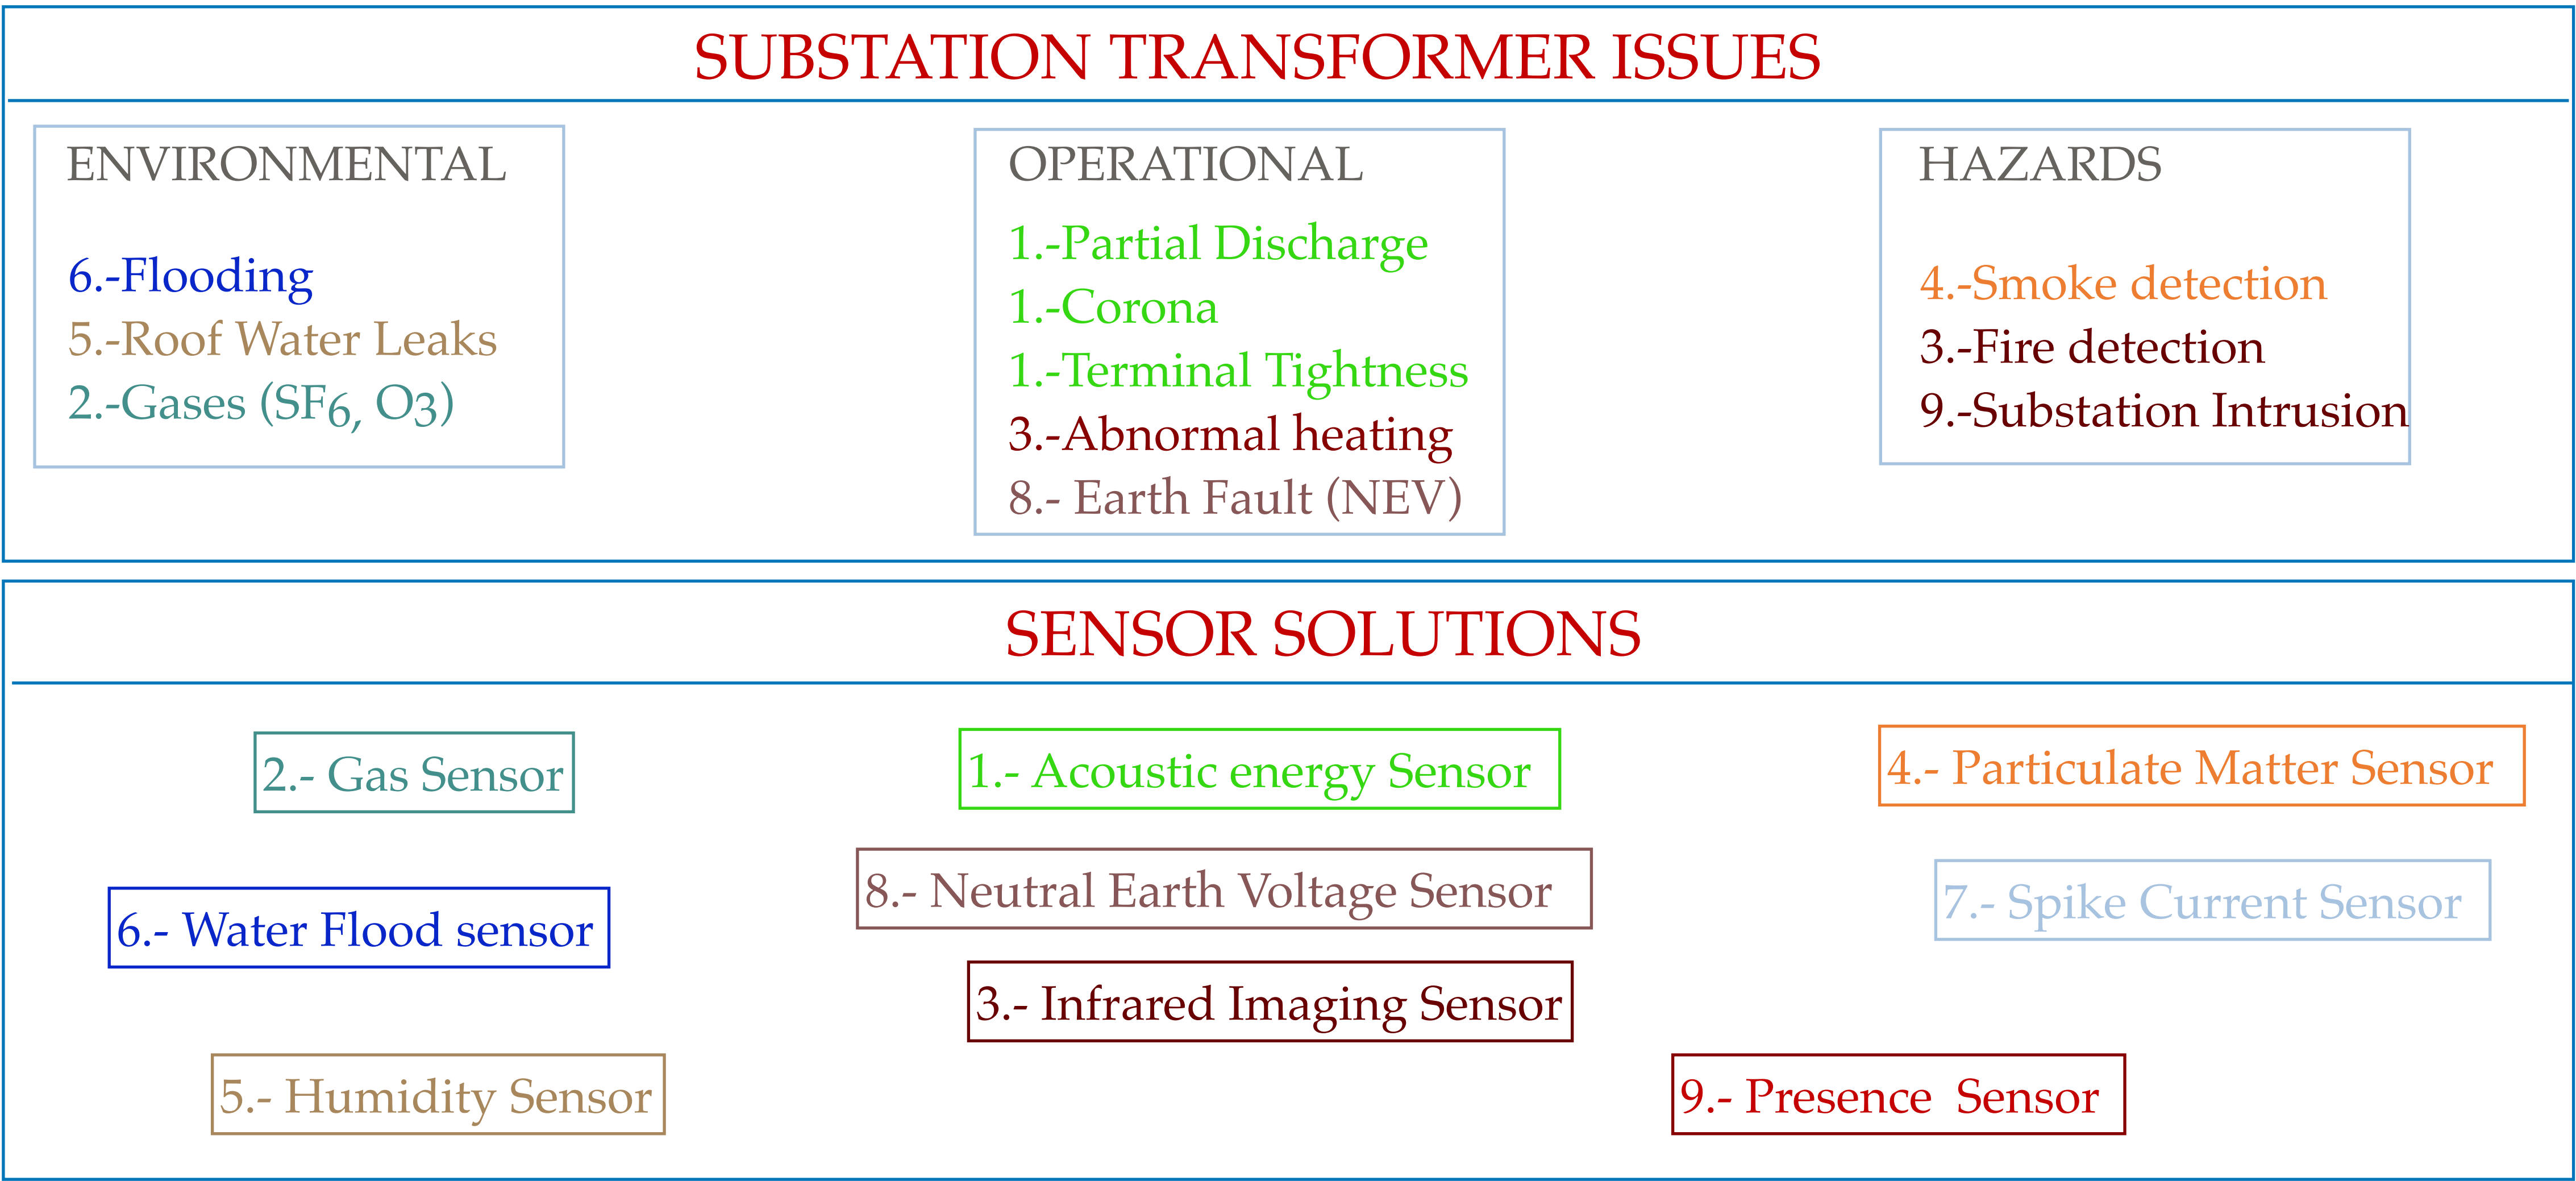 SUBSTATION TRANSFORMER ISSUES
ENVIRONMENTAL
6.-Flooding
5.-Roof Water Leaks
2.-Gases (SF6, O3)
OPERATIONAL
1.-Partial Discharge
1.-Corona
1.-Terminal Tightness
3.-Abnormal heating
8.- Earth Fault (NEV)
HAZARDS
4.-Smoke detection
3.-Fire detection
9.-Substation Intrusion
SENSOR SOLUTIONS
2.- Gas Sensor
1.- Acoustic energy Sensor
4.- Particulate Matter Sensor
6.- Water Flood sensor
8.- Neutral Earth Voltage Sensor
7.- Spike Current Sensor
3.- Infrared Imaging Sensor
5.- Humidity Sensor
9.- Presence  Sensor